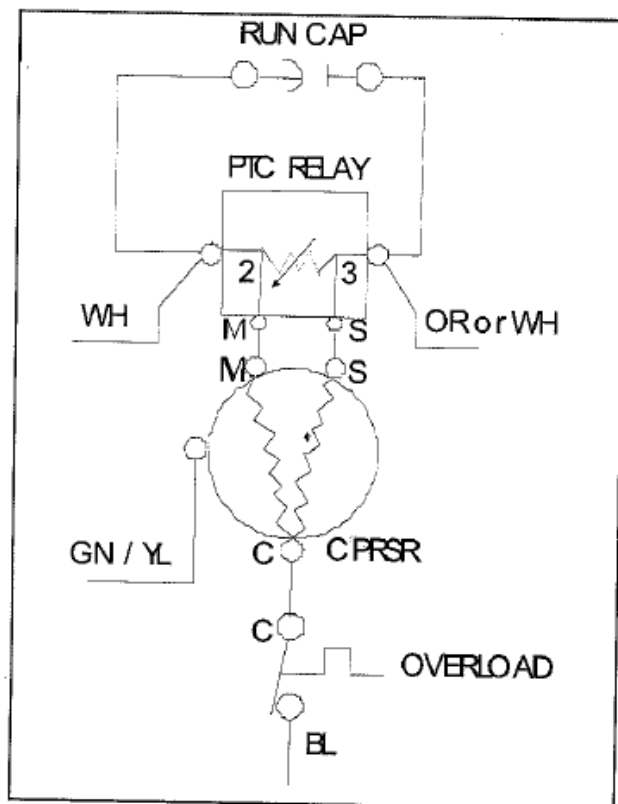 RUN CAP
PTC RELAY
2 3
WH
OR or WH
M S
M S
GN / YL
C CPRSR
C
OVERLOAD
BL